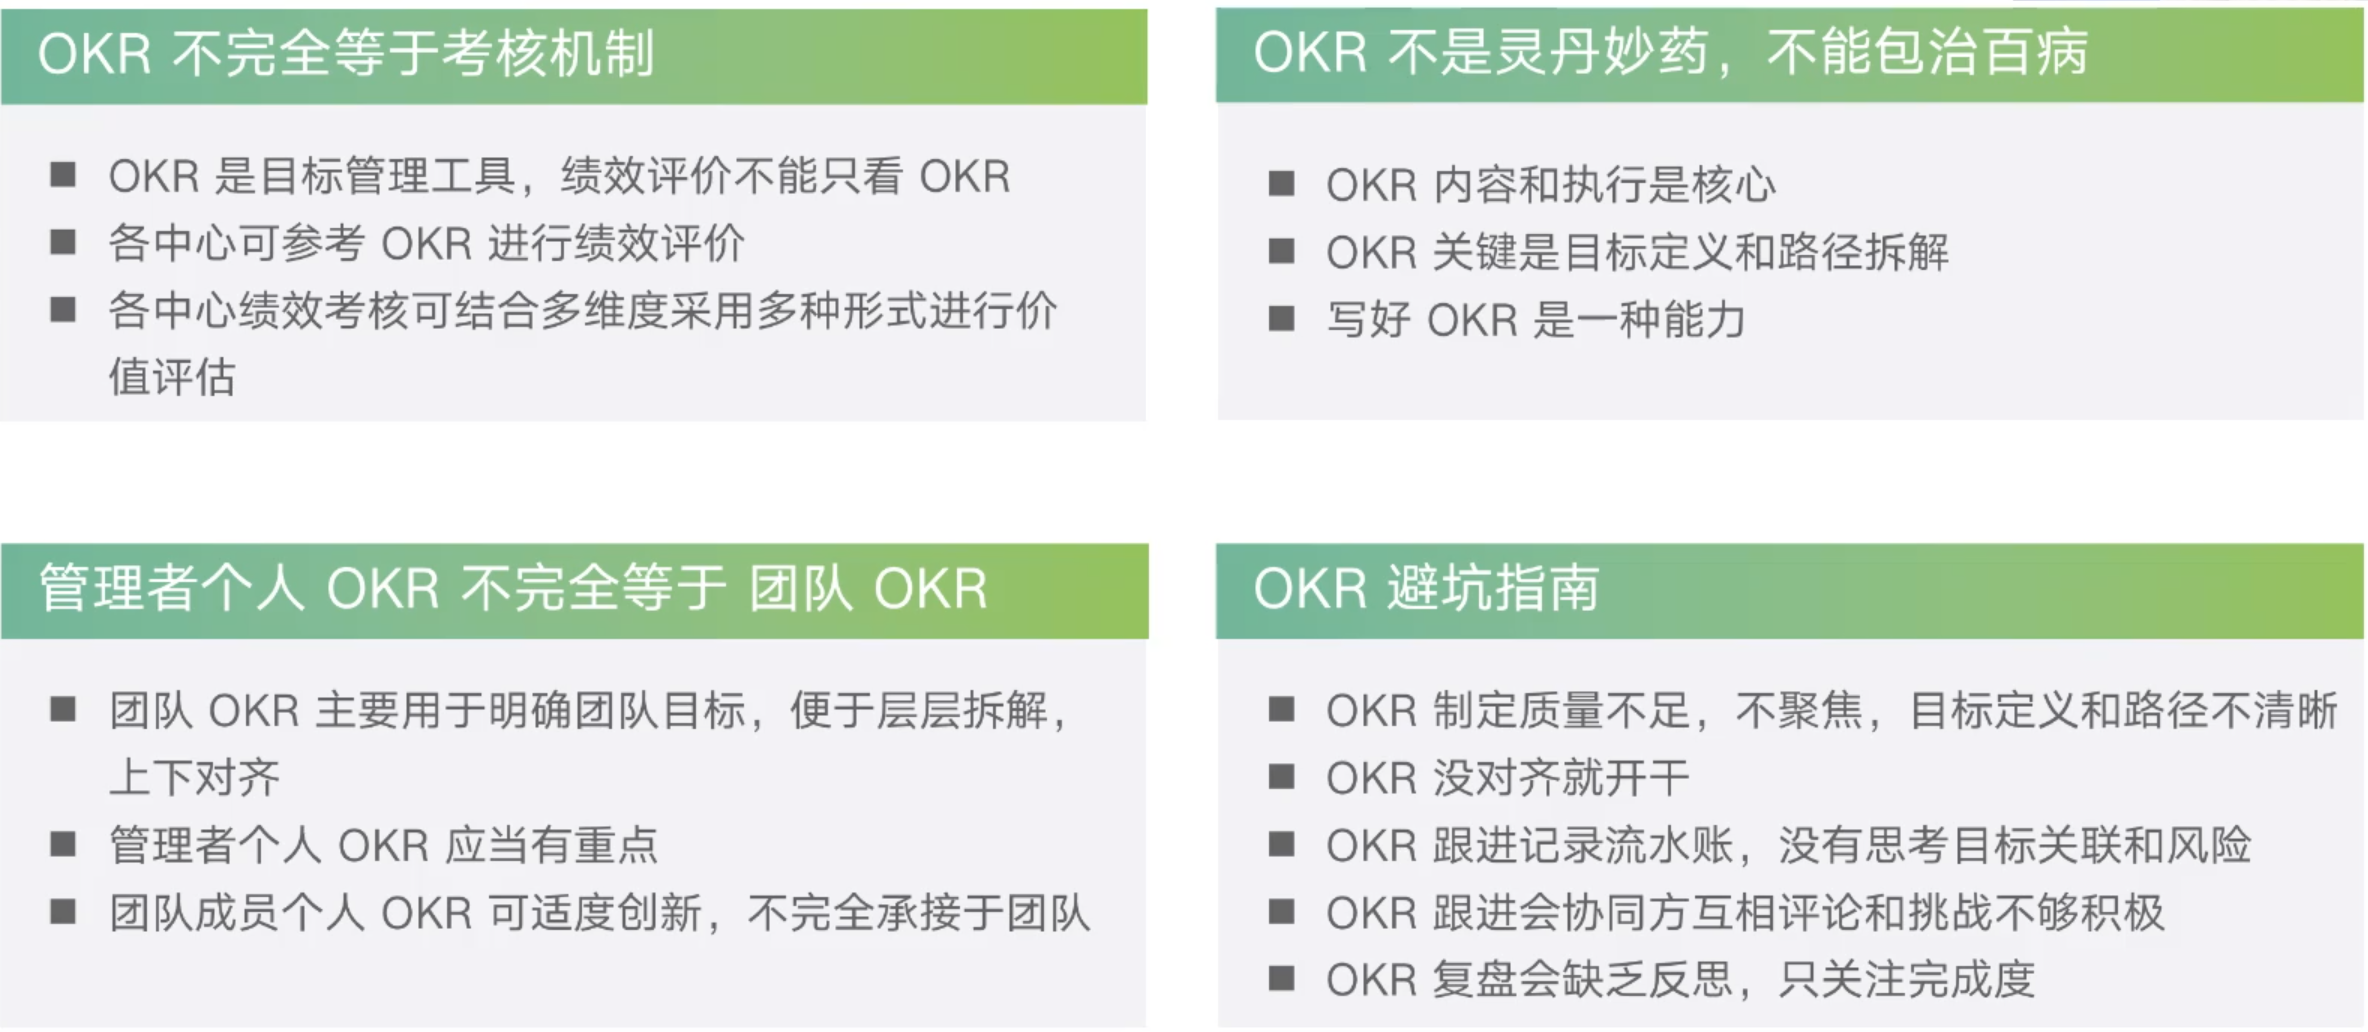 OKR 不完全等于考核机制
■ OKR 是目标管理工具，绩效评价不能只看 OKR
■ 各中心可参考 OKR 进行绩效评价
■ 各中心绩效考核可结合多维度采用多种形式进行价
值评估
OKR 不是灵丹妙药，不能包治百病
■ OKR 内容和执行是核心
■ OKR 关键是目标定义和路径拆解
■ 写好 OKR 是一种能力
管理者个人 OKR 不完全等于 团队 OKR
■ 团队 OKR 主要用于明确团队目标，便于层层拆解，
上下对齐
■ 管理者个人 OKR 应当有重点
■ 团队成员个人 OKR 可适度创新，不完全承接于团队
OKR 避坑指南
■ OKR 制定质量不足，不聚焦，目标定义和路径不清晰
■ OKR 没对齐就开干
■ OKR 跟进记录流水账，没有思考目标关联和风险
■ OKR 跟进会协同方互相评论和挑战不够积极
■ OKR 复盘会缺乏反思，只关注完成度